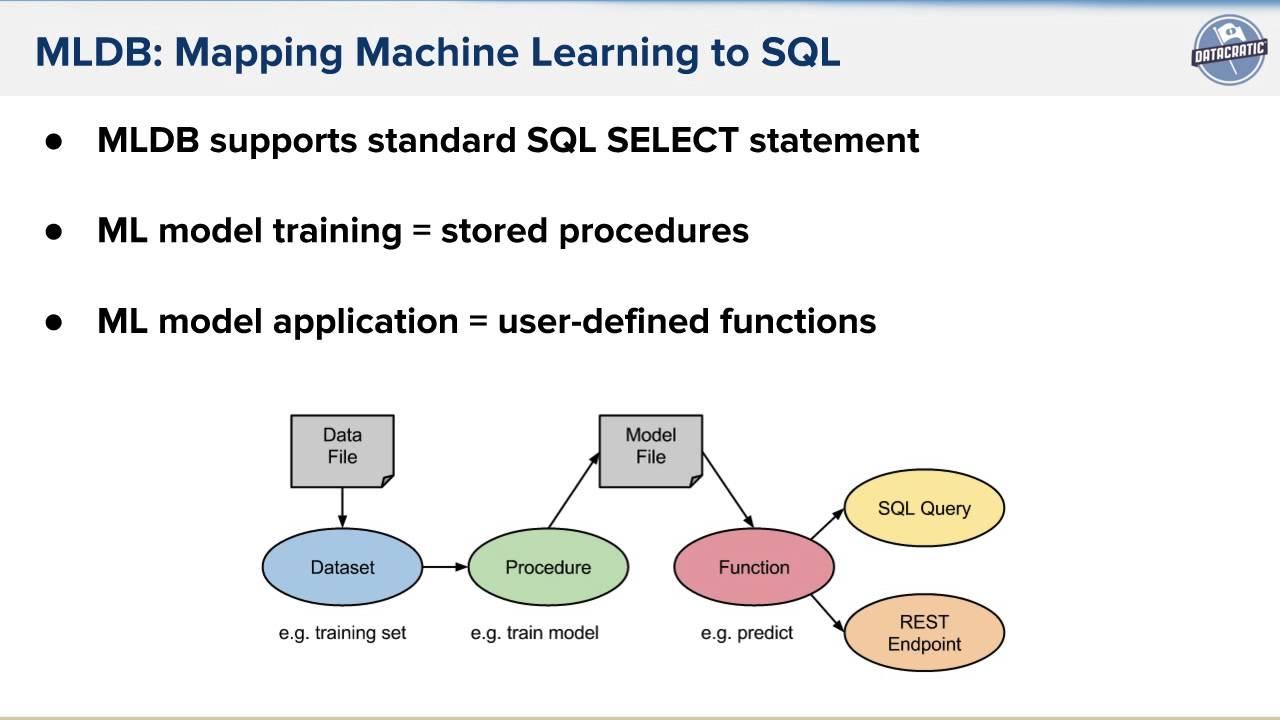 MLDB: Mapping Machine Learning to SQL
DATACRATIC
● MLDB supports standard SQL SELECT statement
● ML model training = stored procedures
● ML model application = user-defined functions
Data
File
Model
File
SQL Query
Dataset
Procedure
Function
REST
Endpoint
e.g. training set
e.g. train model
e.g. predict